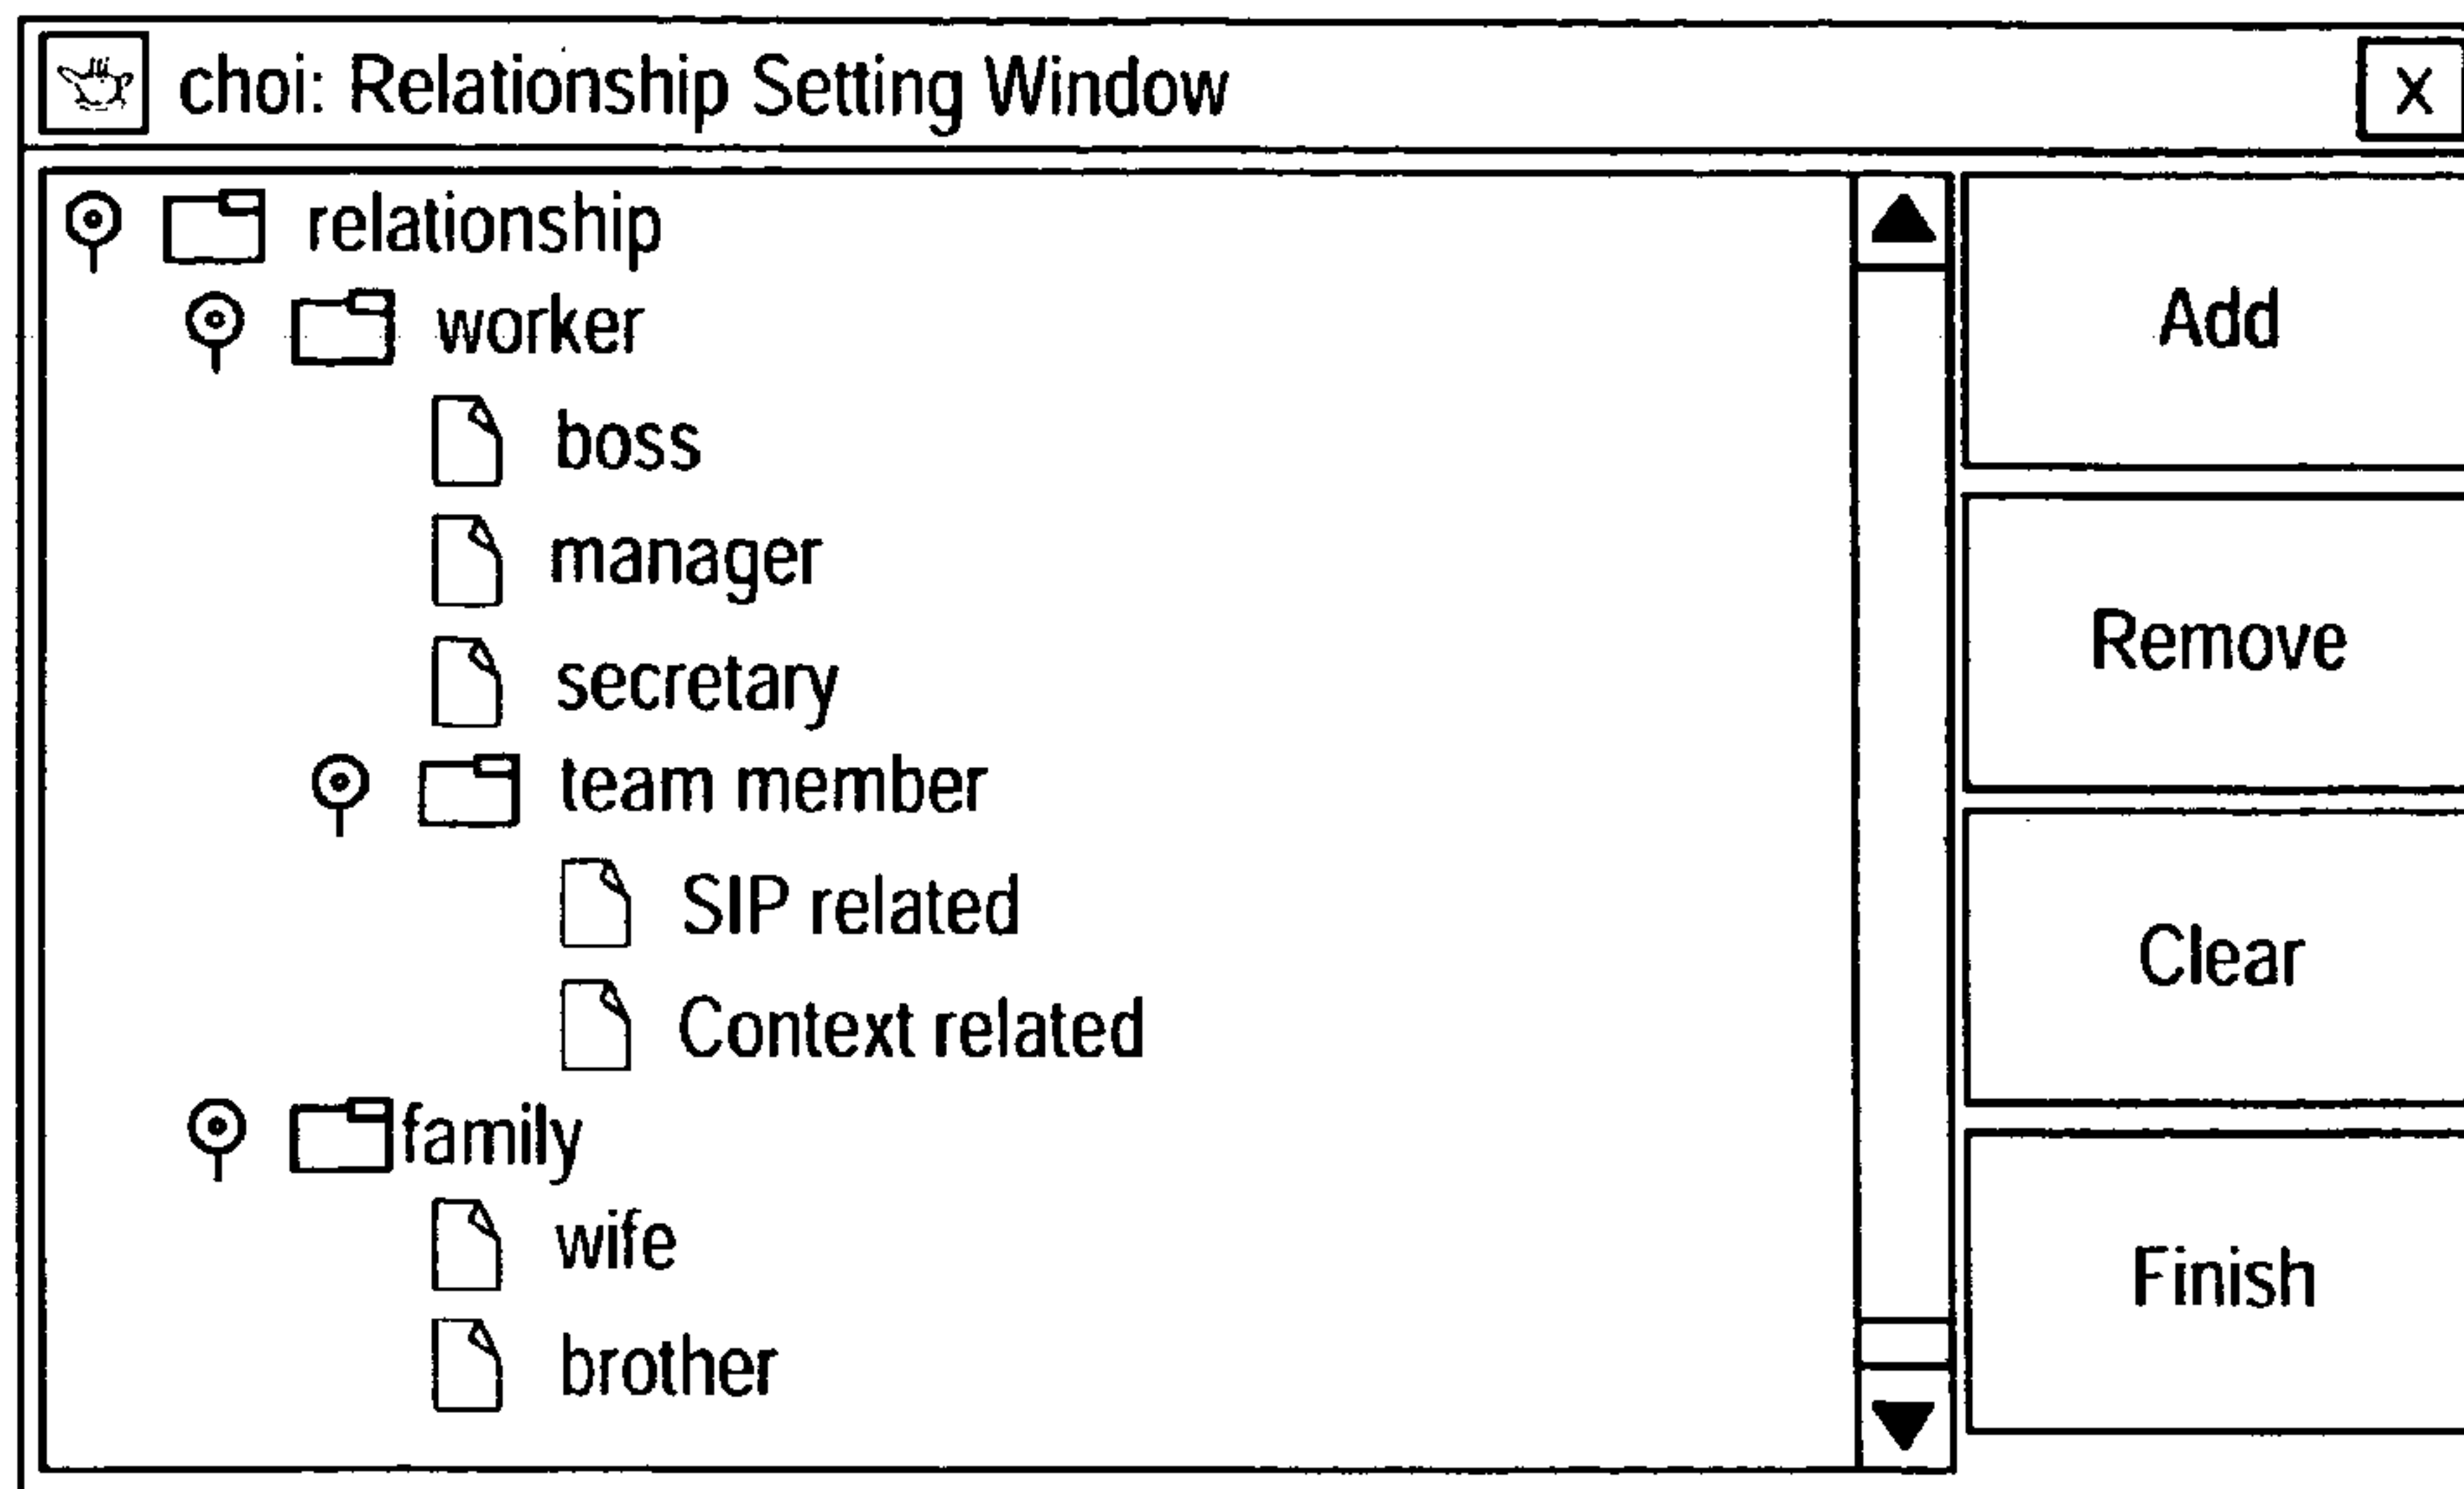 choi: Relationship Setting Window
X
relationship
worker
boss
manager
secretary
team member
SIP related
Context related
family
wife
brother
Add
Remove
Clear
Finish